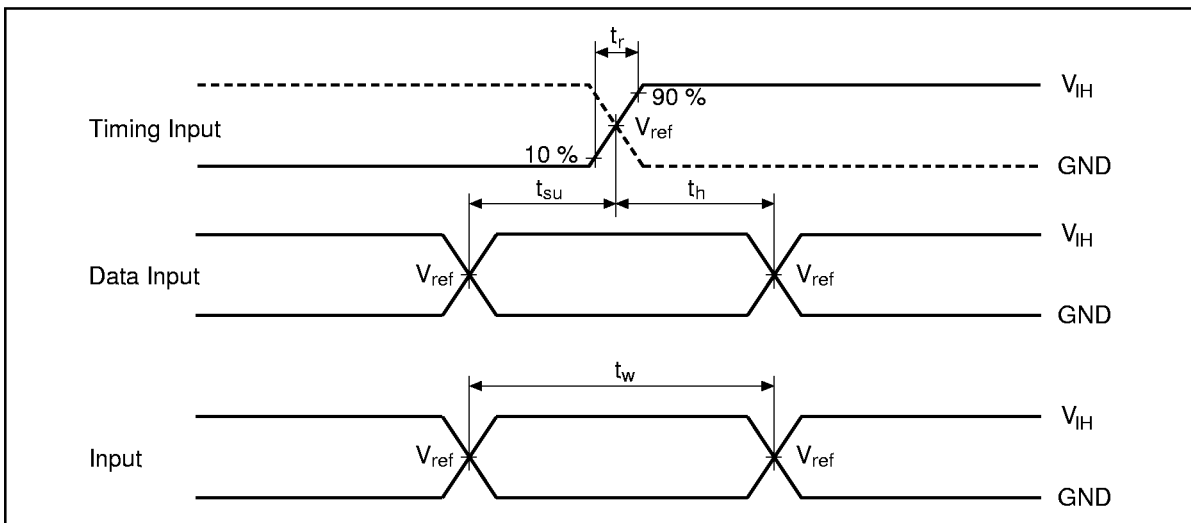 t_r
V_IH
90 %
Timing Input
V_ref
10 %
GND
t_su
t_h
V_IH
Data Input
V_ref
V_ref
GND
t_w
V_IH
Input
V_ref
V_ref
GND